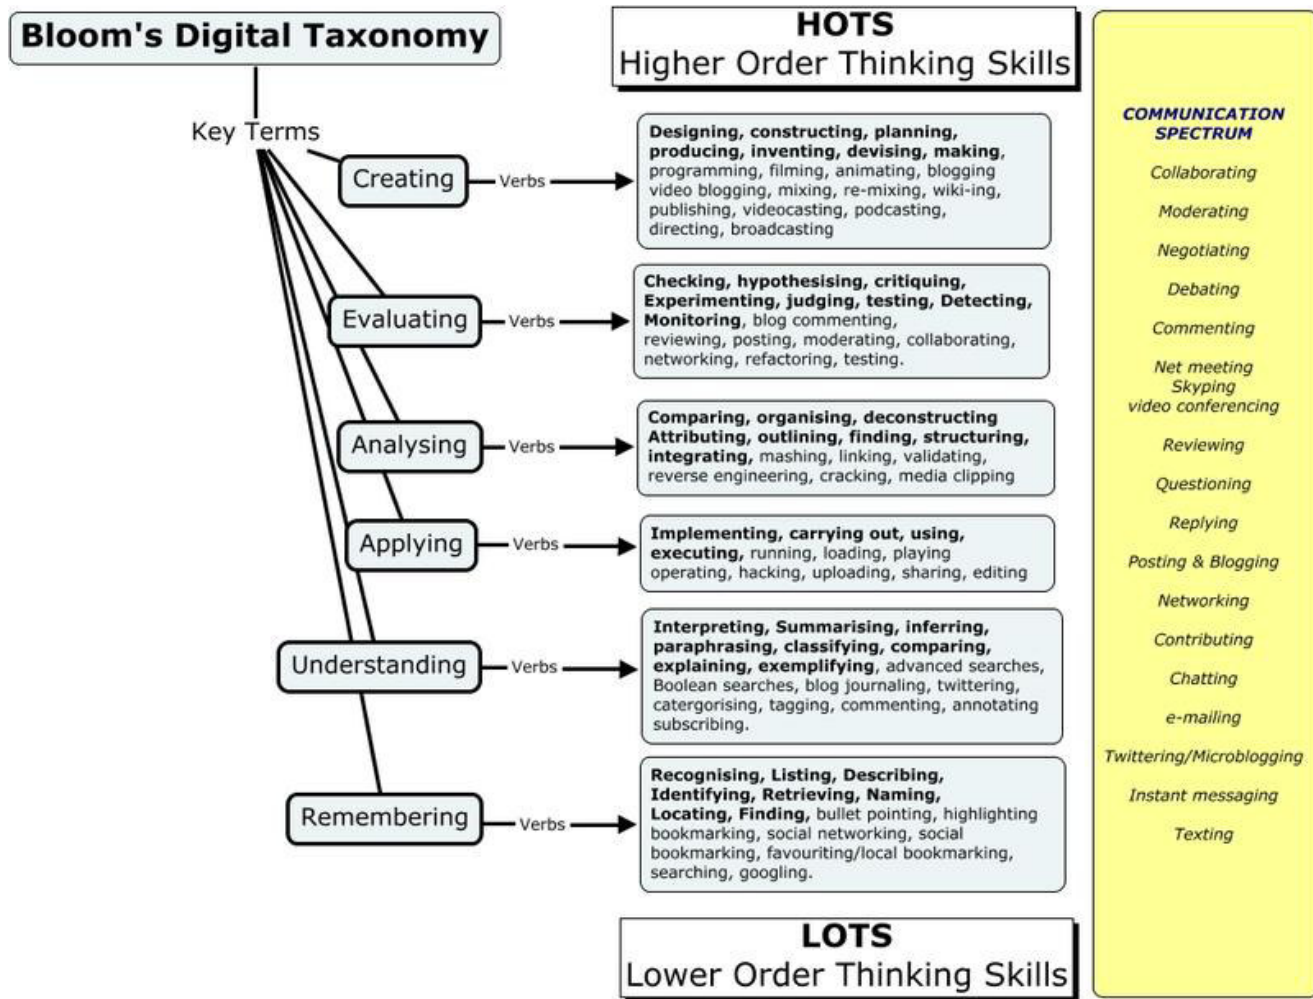 Bloom's Digital Taxonomy
HOTS
Higher Order Thinking Skills
Key Terms
Creating
Verbs
Designing, constructing, planning,
producing, inventing, devising, making,
programming, filming, animating, blogging
video blogging, mixing, re-mixing, wiki-ing,
publishing, videocasting, podcasting,
directing, broadcasting
Evaluating
Verbs
Checking, hypothesising, critiquing,
Experimenting, judging, testing, Detecting,
Monitoring, blog commenting,
reviewing, posting, moderating, collaborating,
networking, refactoring, testing.
Analysing
Verbs
Comparing, organising, deconstructing
Attributing, outlining, finding, structuring,
integrating, mashing, linking, validating,
reverse engineering, cracking, media clipping
Applying
Verbs
Implementing, carrying out, using,
executing, running, loading, playing
operating, hacking, uploading, sharing, editing
Understanding
Verbs
Interpreting, Summarising, inferring,
paraphrasing, classifying, comparing,
explaining, exemplifying, advanced searches,
Boolean searches, blog journaling, twittering,
catergorising, tagging, commenting, annotating
subscribing.
Remembering
Verbs
Recognising, Listing, Describing,
Identifying, Retrieving, Naming,
Locating, Finding, bullet pointing, highlighting
bookmarking, social networking, social
bookmarking, favouriting/local bookmarking,
searching, googling.
LOTS
Lower Order Thinking Skills
COMMUNICATION
SPECTRUM
Collaborating
Moderating
Negotiating
Debating
Commenting
Net meeting
Skyping
video conferencing
Reviewing
Questioning
Replying
Posting & Blogging
Networking
Contributing
Chatting
e-mailing
Twittering/Microblogging
Instant messaging
Texting